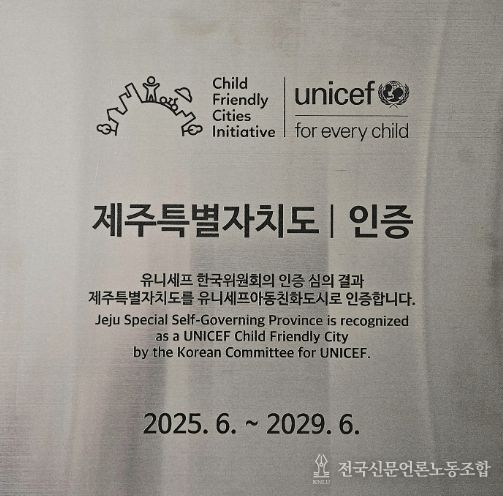 Child
Friendly
Cities
Initiative
unicef
for every child
제주특별자치도 | 인증
유니세프 한국위원회의 인증 심의 결과
제주특별자치도를 유니세프아동친화도시로 인증합니다.
Jeju Special Self-Governing Province is recognized
as a UNICEF Child Friendly City
by the Korean Committee for UNICEF.
2025. 6. ~ 2029. 6.
KNLU 전국신문언론노동조합